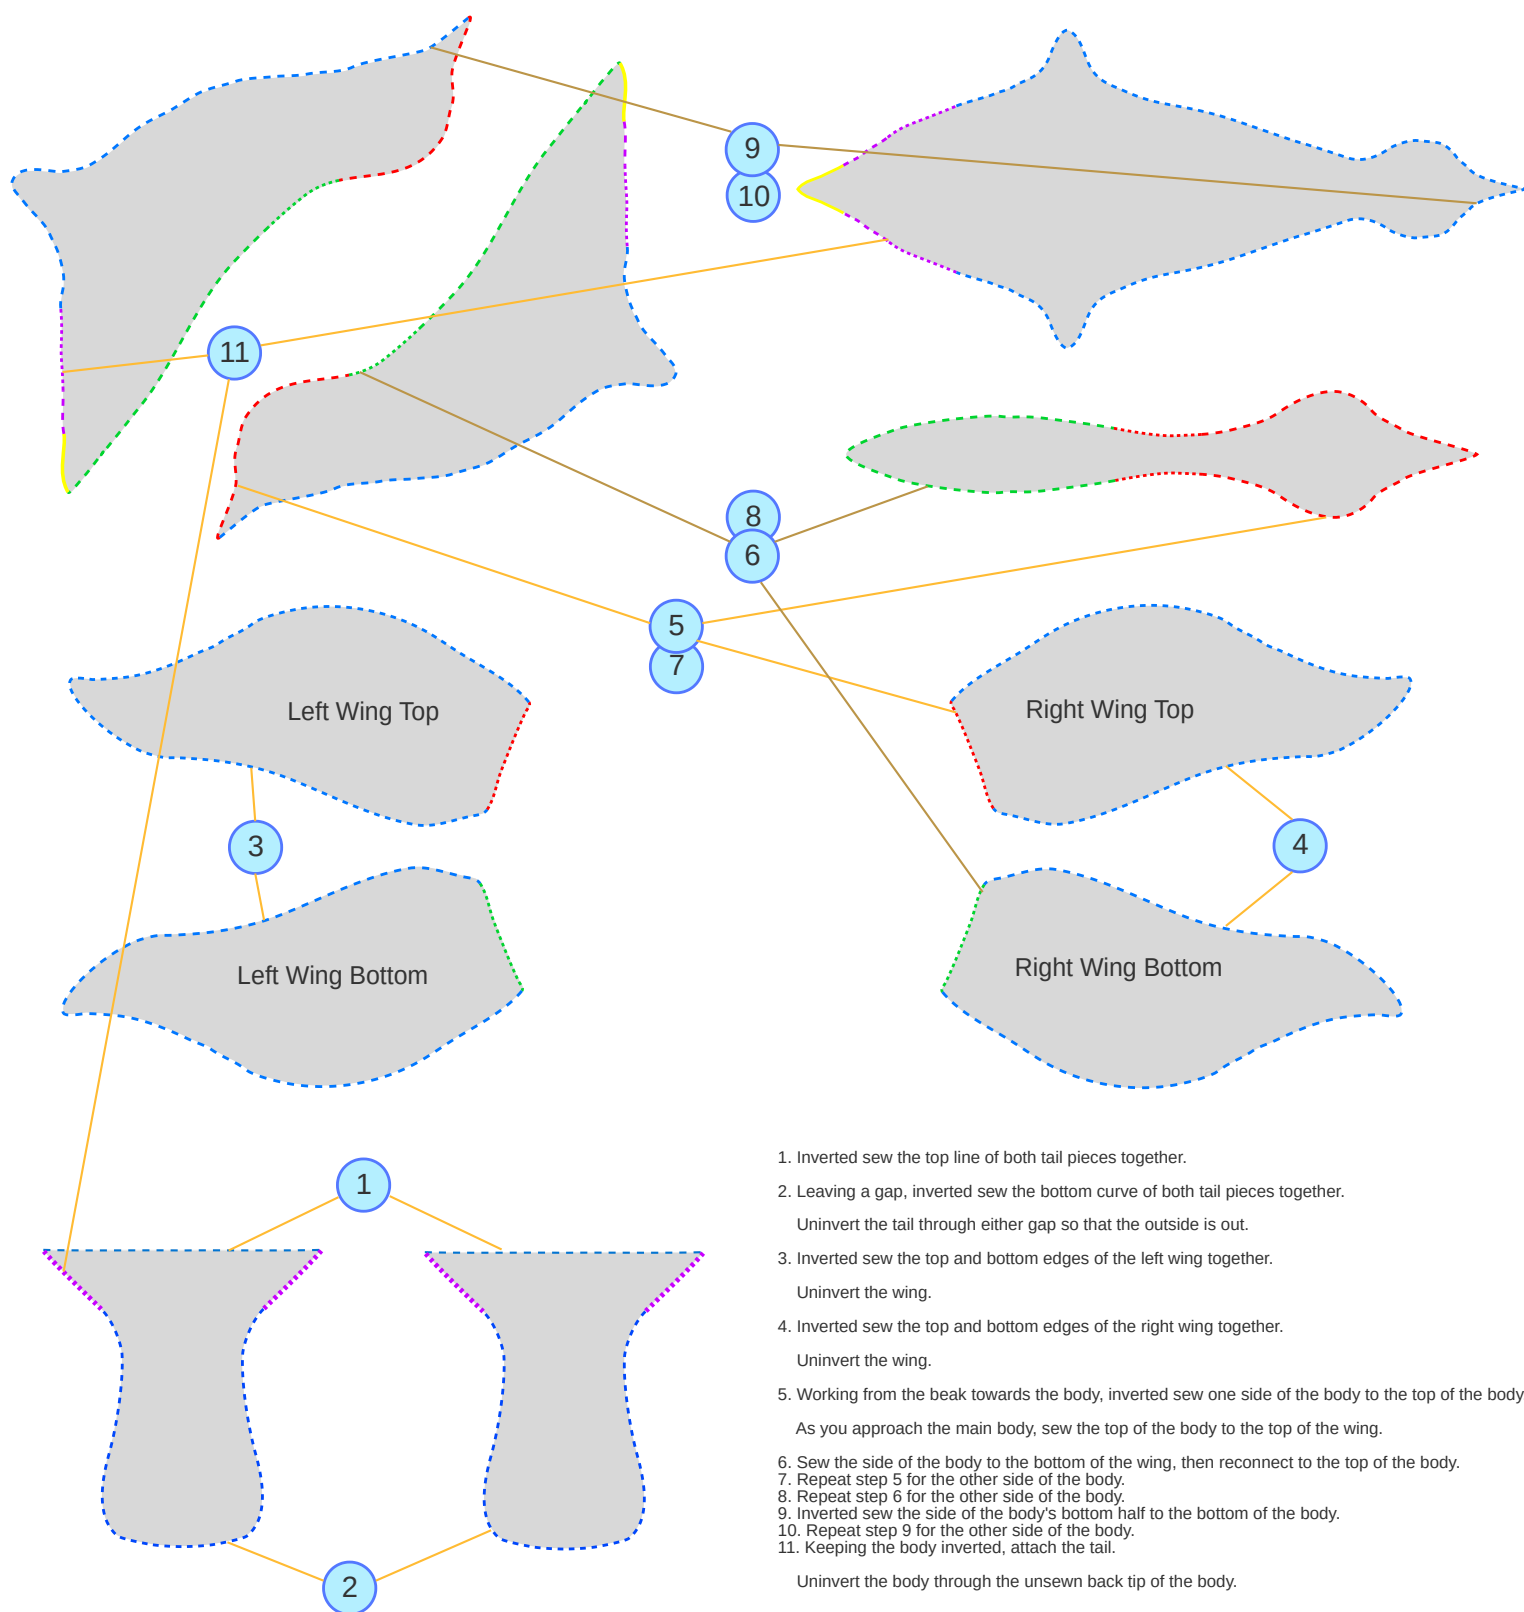 9
10
11
8
6
5
7
Left Wing Top
Right Wing Top
3
4
Left Wing Bottom
Right Wing Bottom
1
2
1. Inverted sew the top line of both tail pieces together.
2. Leaving a gap, inverted sew the bottom curve of both tail pieces together.
Uninvert the tail through either gap so that the outside is out.
3. Inverted sew the top and bottom edges of the left wing together.
Uninvert the wing.
4. Inverted sew the top and bottom edges of the right wing together.
Uninvert the wing.
5. Working from the beak towards the body, inverted sew one side of the body to the top of the body
As you approach the main body, sew the top of the body to the top of the wing.
6. Sew the side of the body to the bottom of the wing, then reconnect to the top of the body.
7. Repeat step 5 for the other side of the body.
8. Repeat step 6 for the other side of the body.
9. Inverted sew the side of the body's bottom half to the bottom of the body.
10. Repeat step 9 for the other side of the body.
11. Keeping the body inverted, attach the tail.
Uninvert the body through the unsewn back tip of the body.